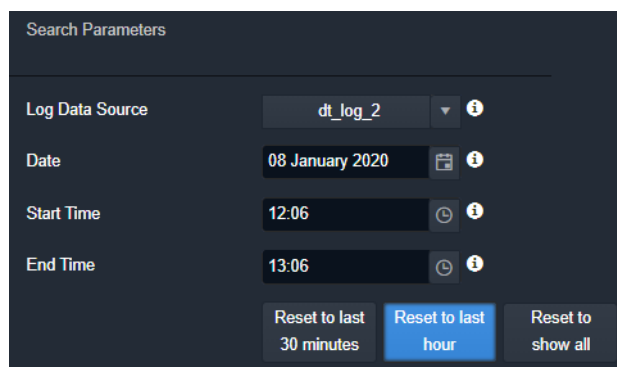 Search Parameters
Log Data Source dt_log_2
Date 08 January 2020
Start Time 12:06
End Time 13:06
Reset to last Reset to last Reset to
30 minutes hour show all